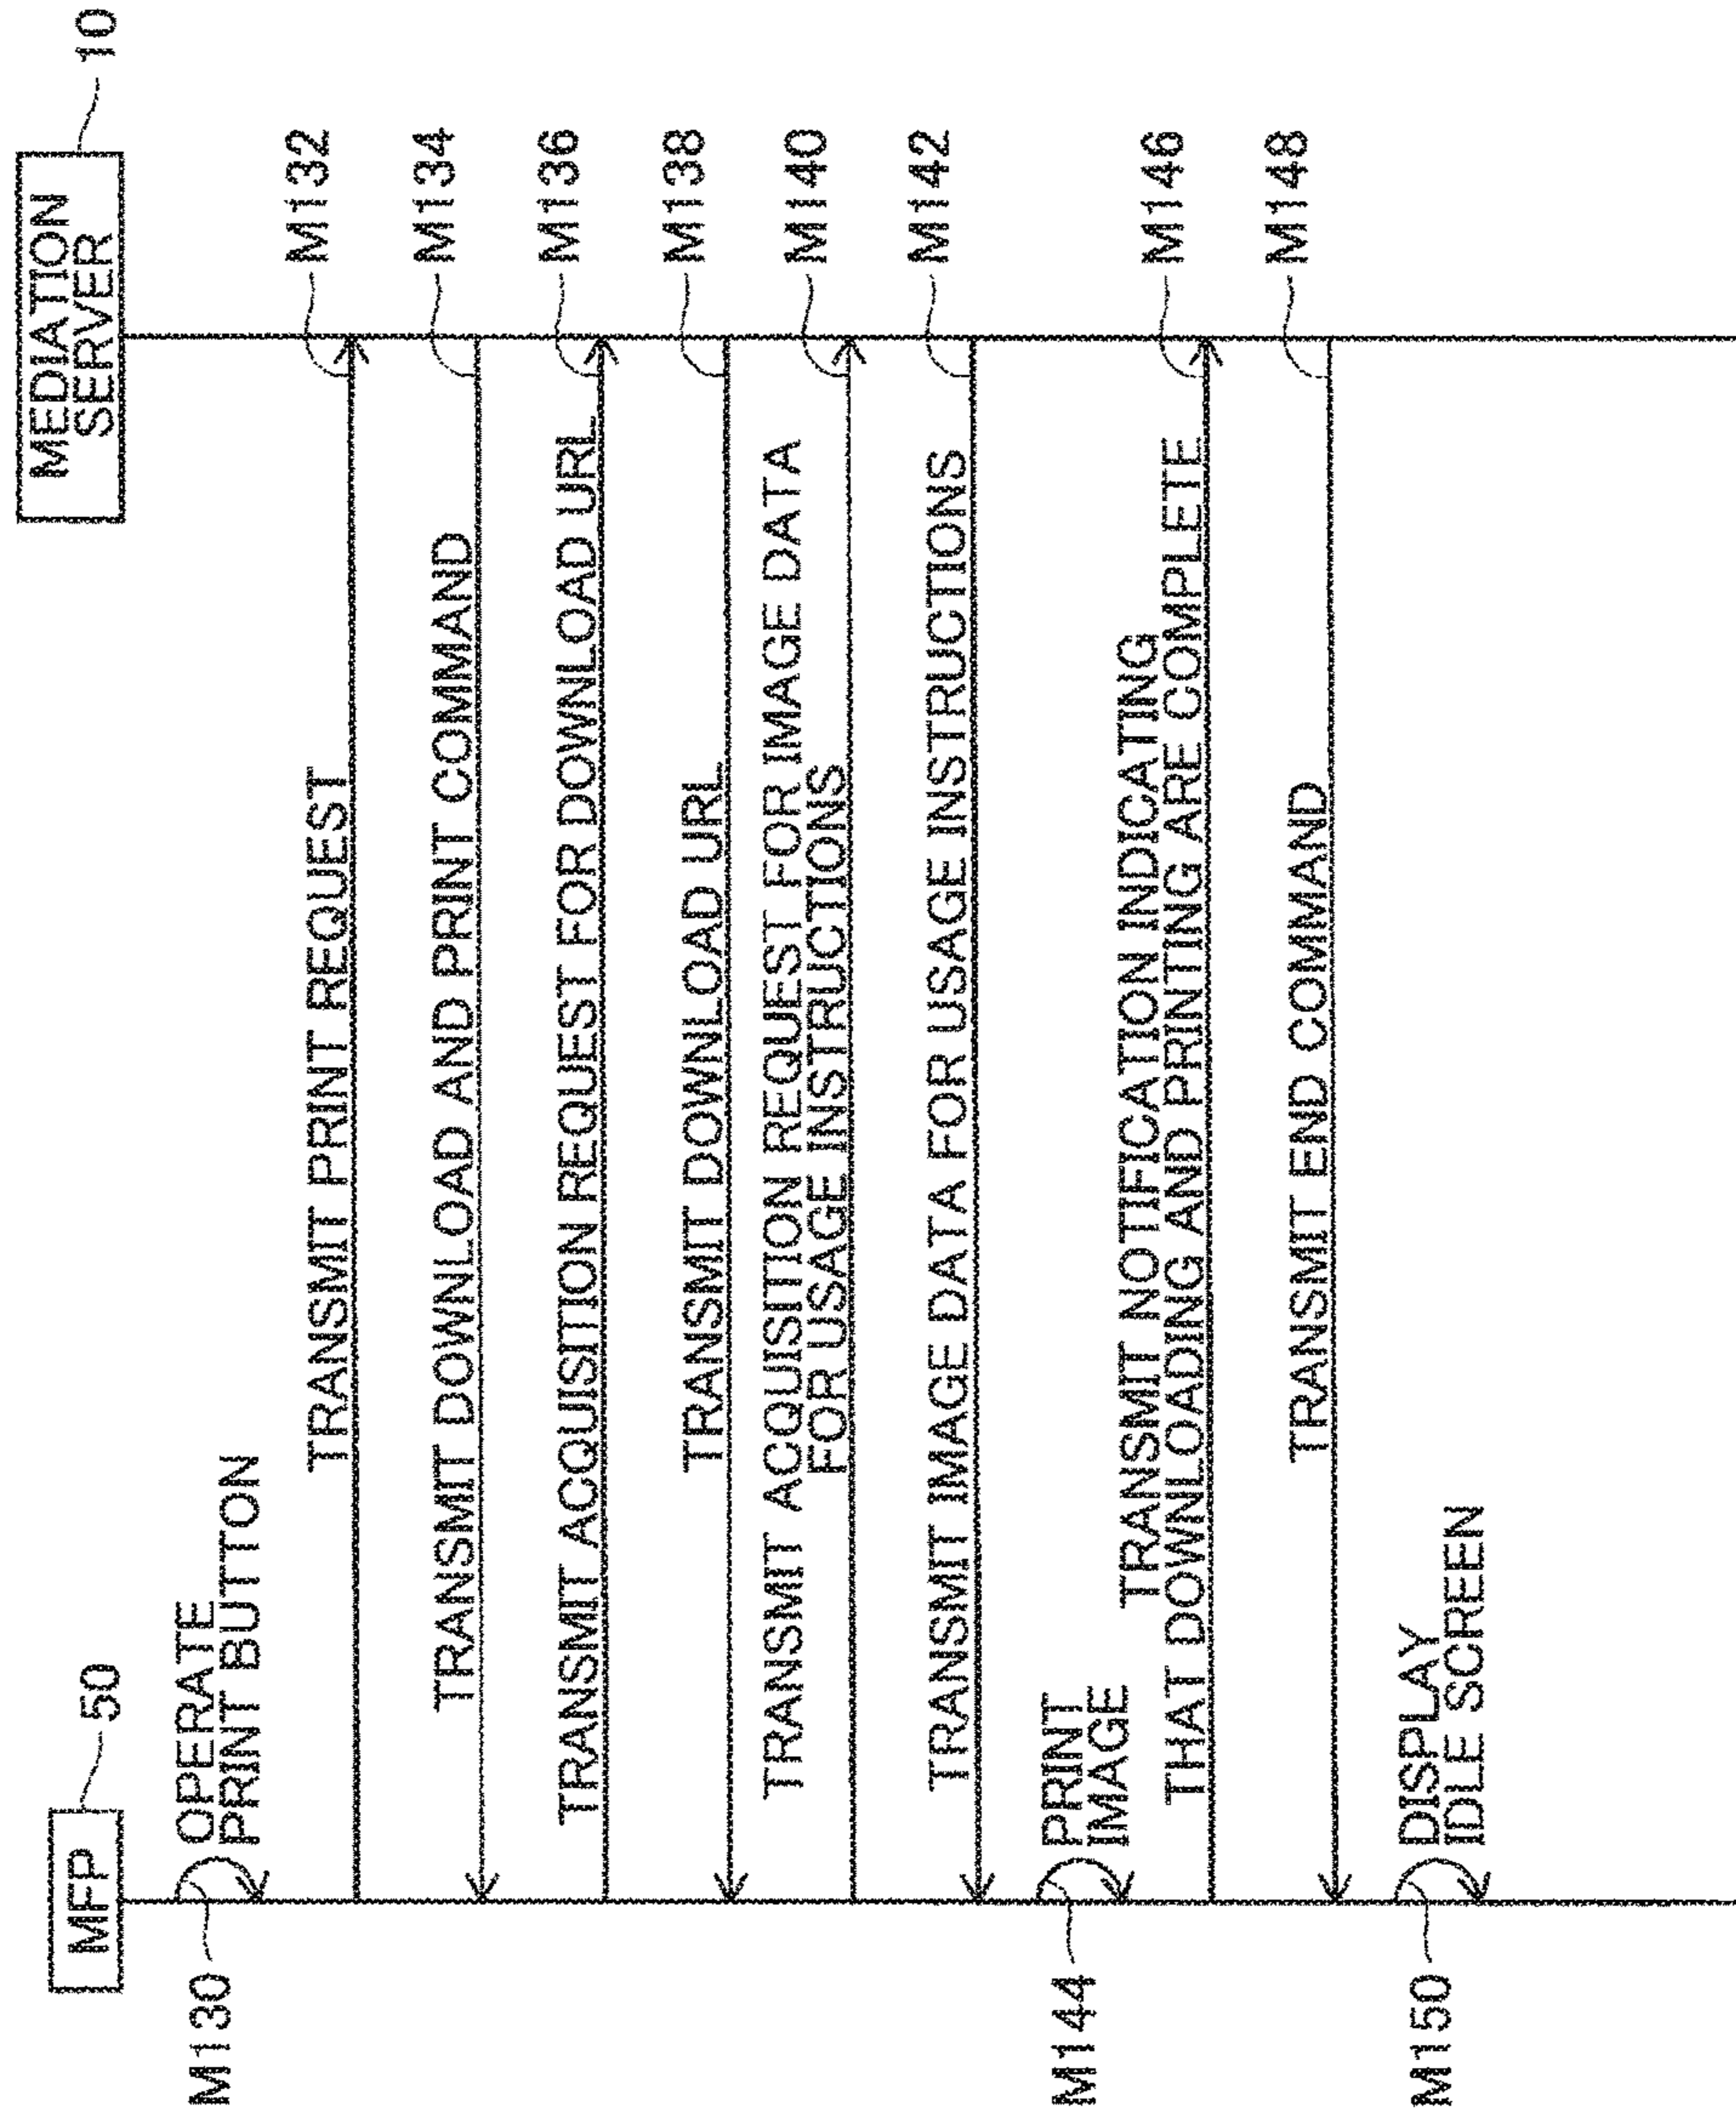 MFP
50
MEDIATION
SERVER
10
M130
OPERATE
PRINT BUTTON
TRANSMIT PRINT REQUEST
M132
TRANSMIT DOWNLOAD AND PRINT COMMAND
M134
TRANSMIT ACQUISITION REQUEST FOR DOWNLOAD URL
M136
TRANSMIT DOWNLOAD URL
M138
TRANSMIT ACQUISITION REQUEST FOR IMAGE DATA
FOR USAGE INSTRUCTIONS
M140
TRANSMIT IMAGE DATA FOR USAGE INSTRUCTIONS
M142
M144
PRINT
IMAGE
TRANSMIT NOTIFICATION INDICATING
THAT DOWNLOADING AND PRINTING ARE COMPLETE
M146
TRANSMIT END COMMAND
M148
M150
DISPLAY
IDLE SCREEN